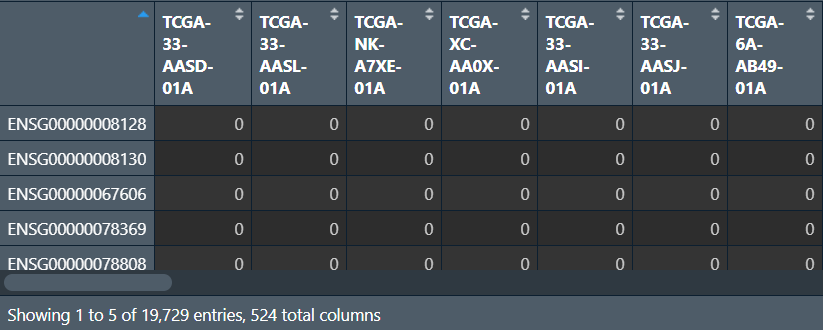 TCGA-33-AASD-01A TCGA-33-AASL-01A TCGA-NK-A7XE-01A TCGA-XC-AA0X-01A TCGA-33-AASI-01A TCGA-33-AASJ-01A TCGA-6A-AB49-01A
ENSG00000008128 0 0 0 0 0 0 0
ENSG00000008130 0 0 0 0 0 0 0
ENSG00000067606 0 0 0 0 0 0 0
ENSG00000078369 0 0 0 0 0 0 0
ENSG00000078808 0 0 0 0 0 0 0
Showing 1 to 5 of 19,729 entries, 524 total columns